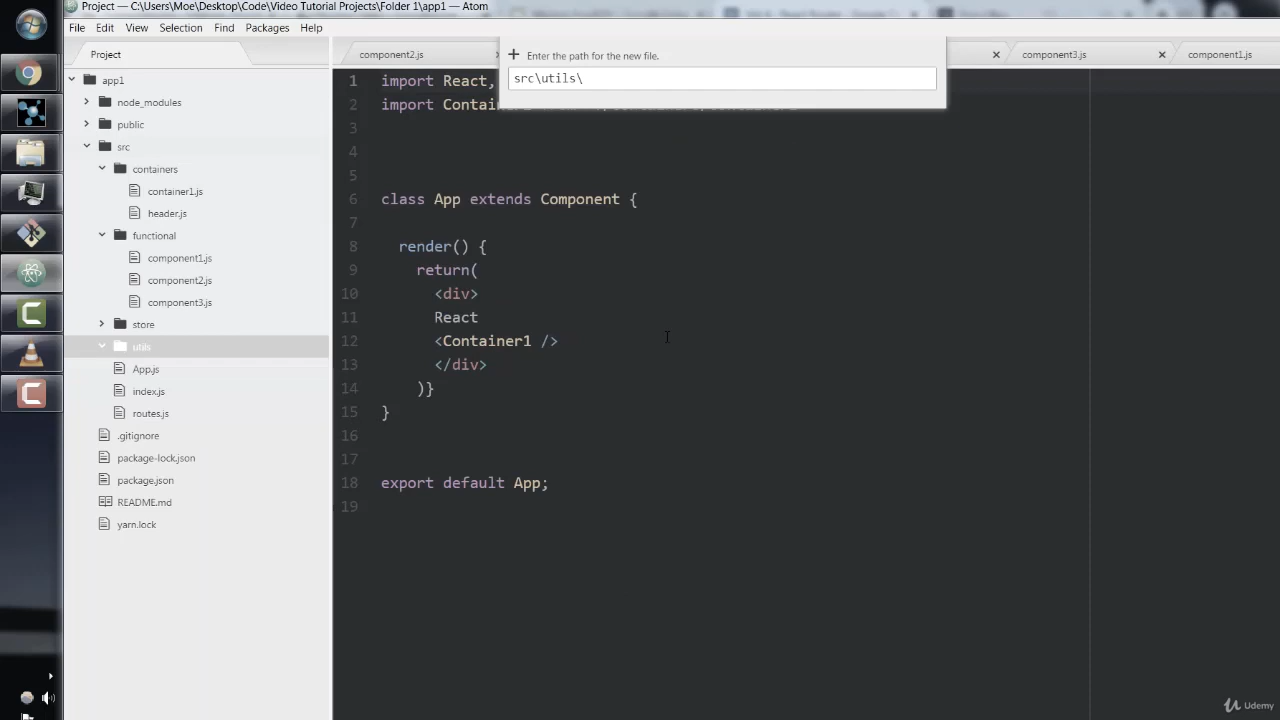 Project — C:\Users\Moe\Desktop\Code\Video Tutorial Projects\Folder 1\app1 — Atom
File Edit View Selection Find Packages Help
Project
component2.js
component3.js
component1.js
Enter the path for the new file.
src\utils\
app1
node_modules
public
src
containers
container1.js
header.js
functional
component1.js
component2.js
component3.js
store
utils
App.js
index.js
routes.js
.gitignore
package-lock.json
package.json
README.md
yarn.lock
1 import React,
2 import Contain
3
4
5
6 class App extends Component {
7
8 render() {
9 return(
10 <div>
11 React
12 <Container1 />
13 </div>
14 )}
15 }
16
17
18 export default App;
19
Udemy